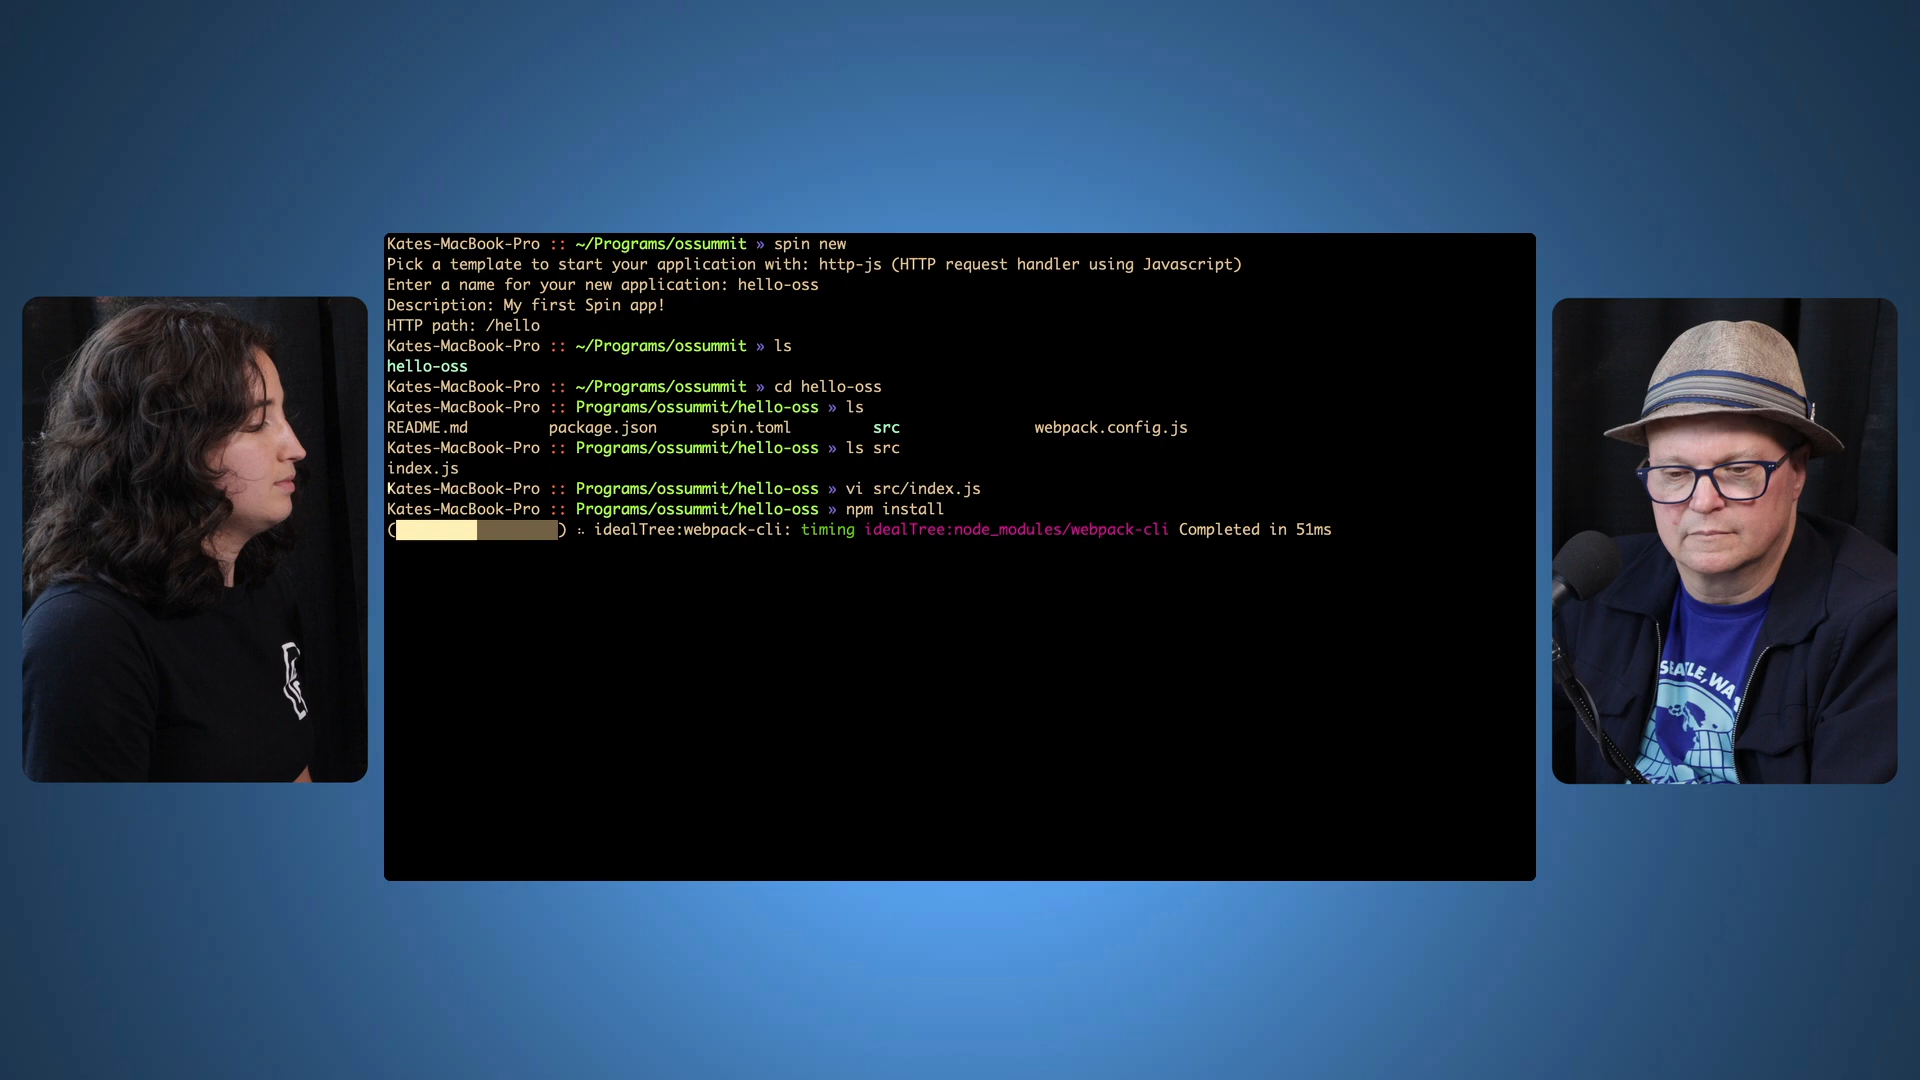 Kates-MacBook-Pro :: ~/Programs/ossummit » spin new
Pick a template to start your application with: http-js (HTTP request handler using Javascript)
Enter a name for your new application: hello-oss
Description: My first Spin app!
HTTP path: /hello
Kates-MacBook-Pro :: ~/Programs/ossummit » ls
hello-oss
Kates-MacBook-Pro :: ~/Programs/ossummit » cd hello-oss
Kates-MacBook-Pro :: Programs/ossummit/hello-oss » ls
README.md package.json spin.toml src webpack.config.js
Kates-MacBook-Pro :: Programs/ossummit/hello-oss » ls src
index.js
Kates-MacBook-Pro :: Programs/ossummit/hello-oss » vi src/index.js
Kates-MacBook-Pro :: Programs/ossummit/hello-oss » npm install
( ) ⠦ idealTree:webpack-cli: timing idealTree:node_modules/webpack-cli Completed in 51ms
SEATTLE, WA